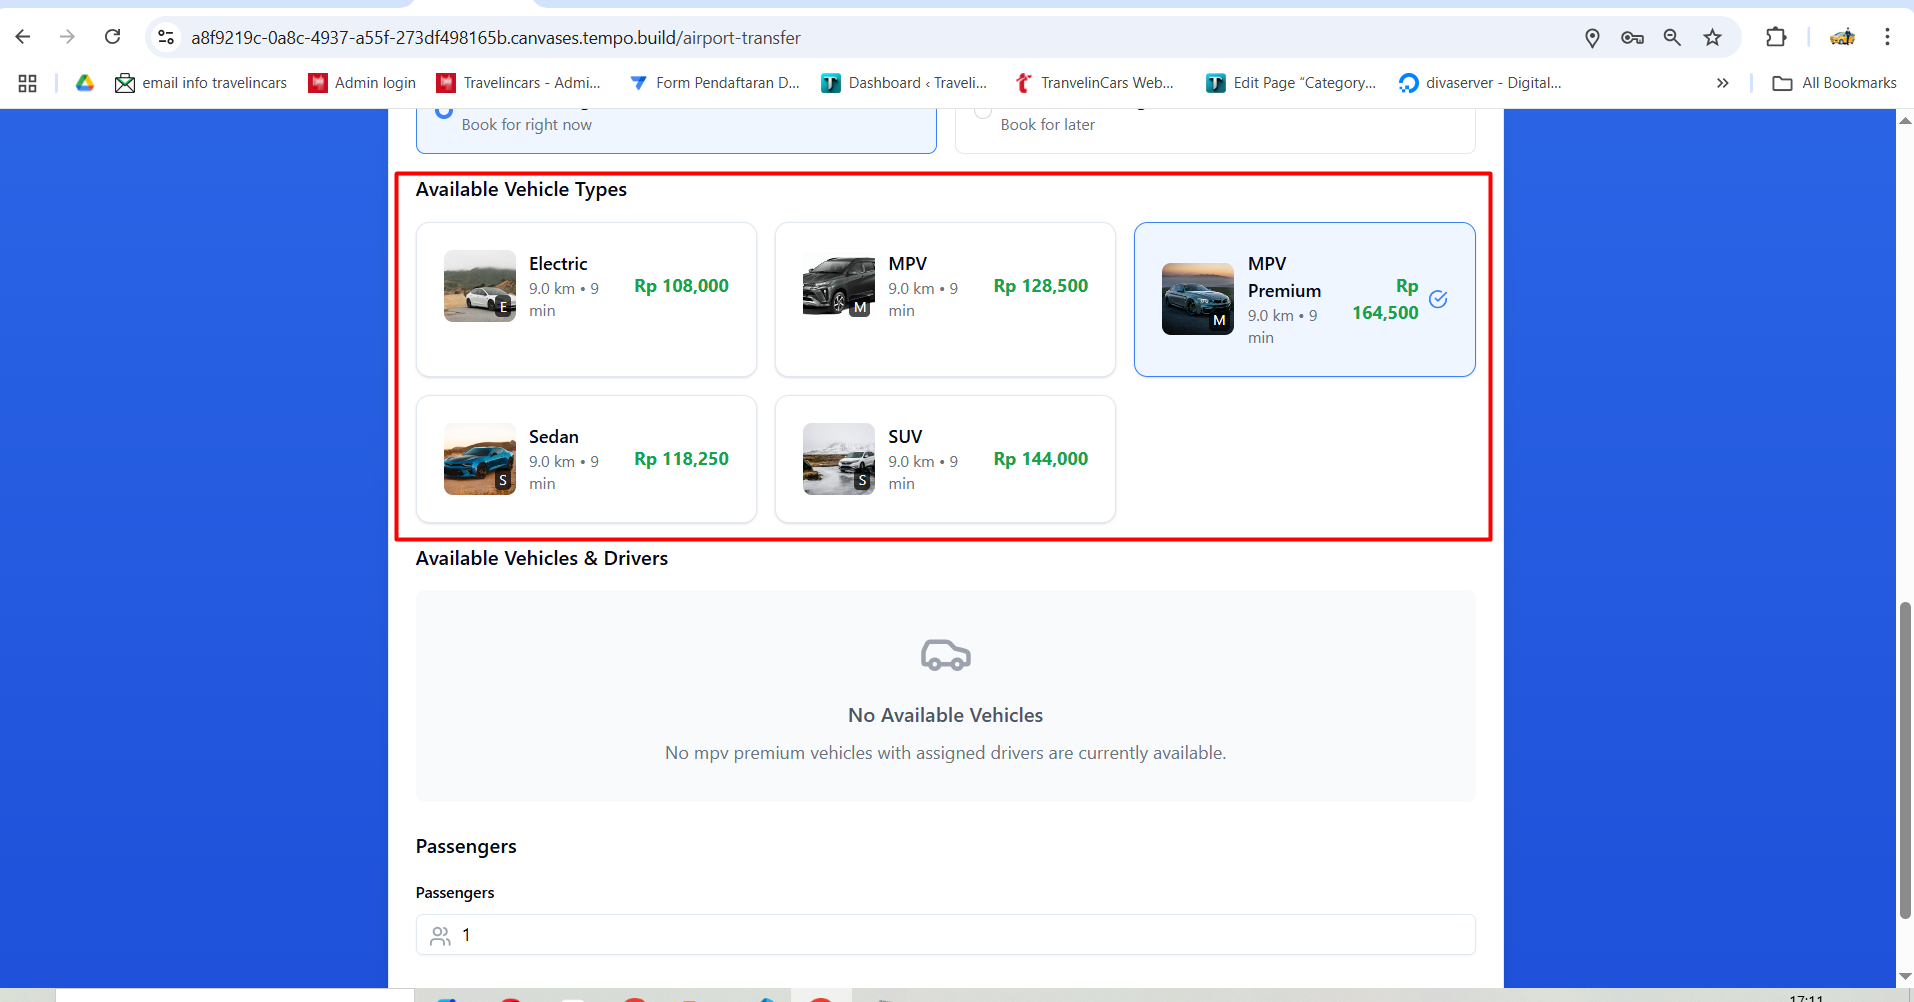 a8f9219c-0a8c-4937-a55f-273df498165b.canvases.tempo.build/airport-transfer
email info travelincars
Admin login
Travelincars - Admi...
Form Pendaftaran D...
Dashboard ‹ Traveli...
TranvelinCars Web...
Edit Page “Category...
divaserver - Digital...
»
All Bookmarks
Book for right now
Book for later
Available Vehicle Types
Electric
9.0 km • 9
min
Rp 108,000
E
MPV
9.0 km • 9
min
Rp 128,500
M
MPV
Premium
9.0 km • 9
min
Rp
164,500
M
Sedan
9.0 km • 9
min
Rp 118,250
S
SUV
9.0 km • 9
min
Rp 144,000
S
Available Vehicles & Drivers
No Available Vehicles
No mpv premium vehicles with assigned drivers are currently available.
Passengers
Passengers
1
17:11